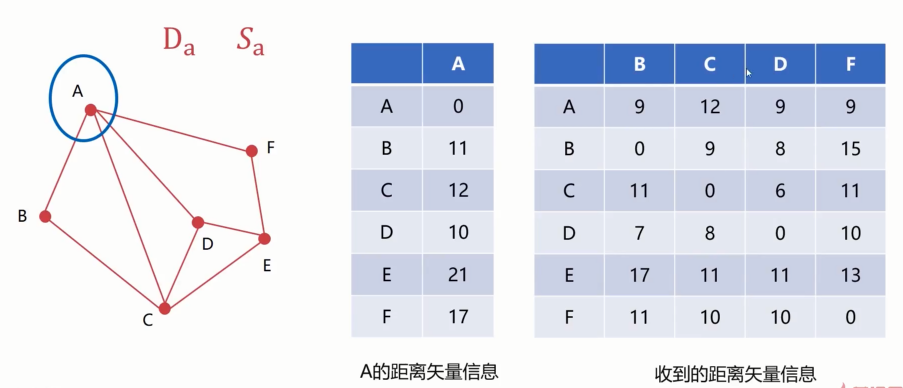 Da Sa
A
B
C
D
E
F
A
A 0
B 11
C 12
D 10
E 21
F 17
A的距离矢量信息
B C D F
A 9 12 9 9
B 0 9 8 15
C 11 0 6 11
D 7 8 0 10
E 17 11 11 13
F 11 10 10 0
收到的距离矢量信息